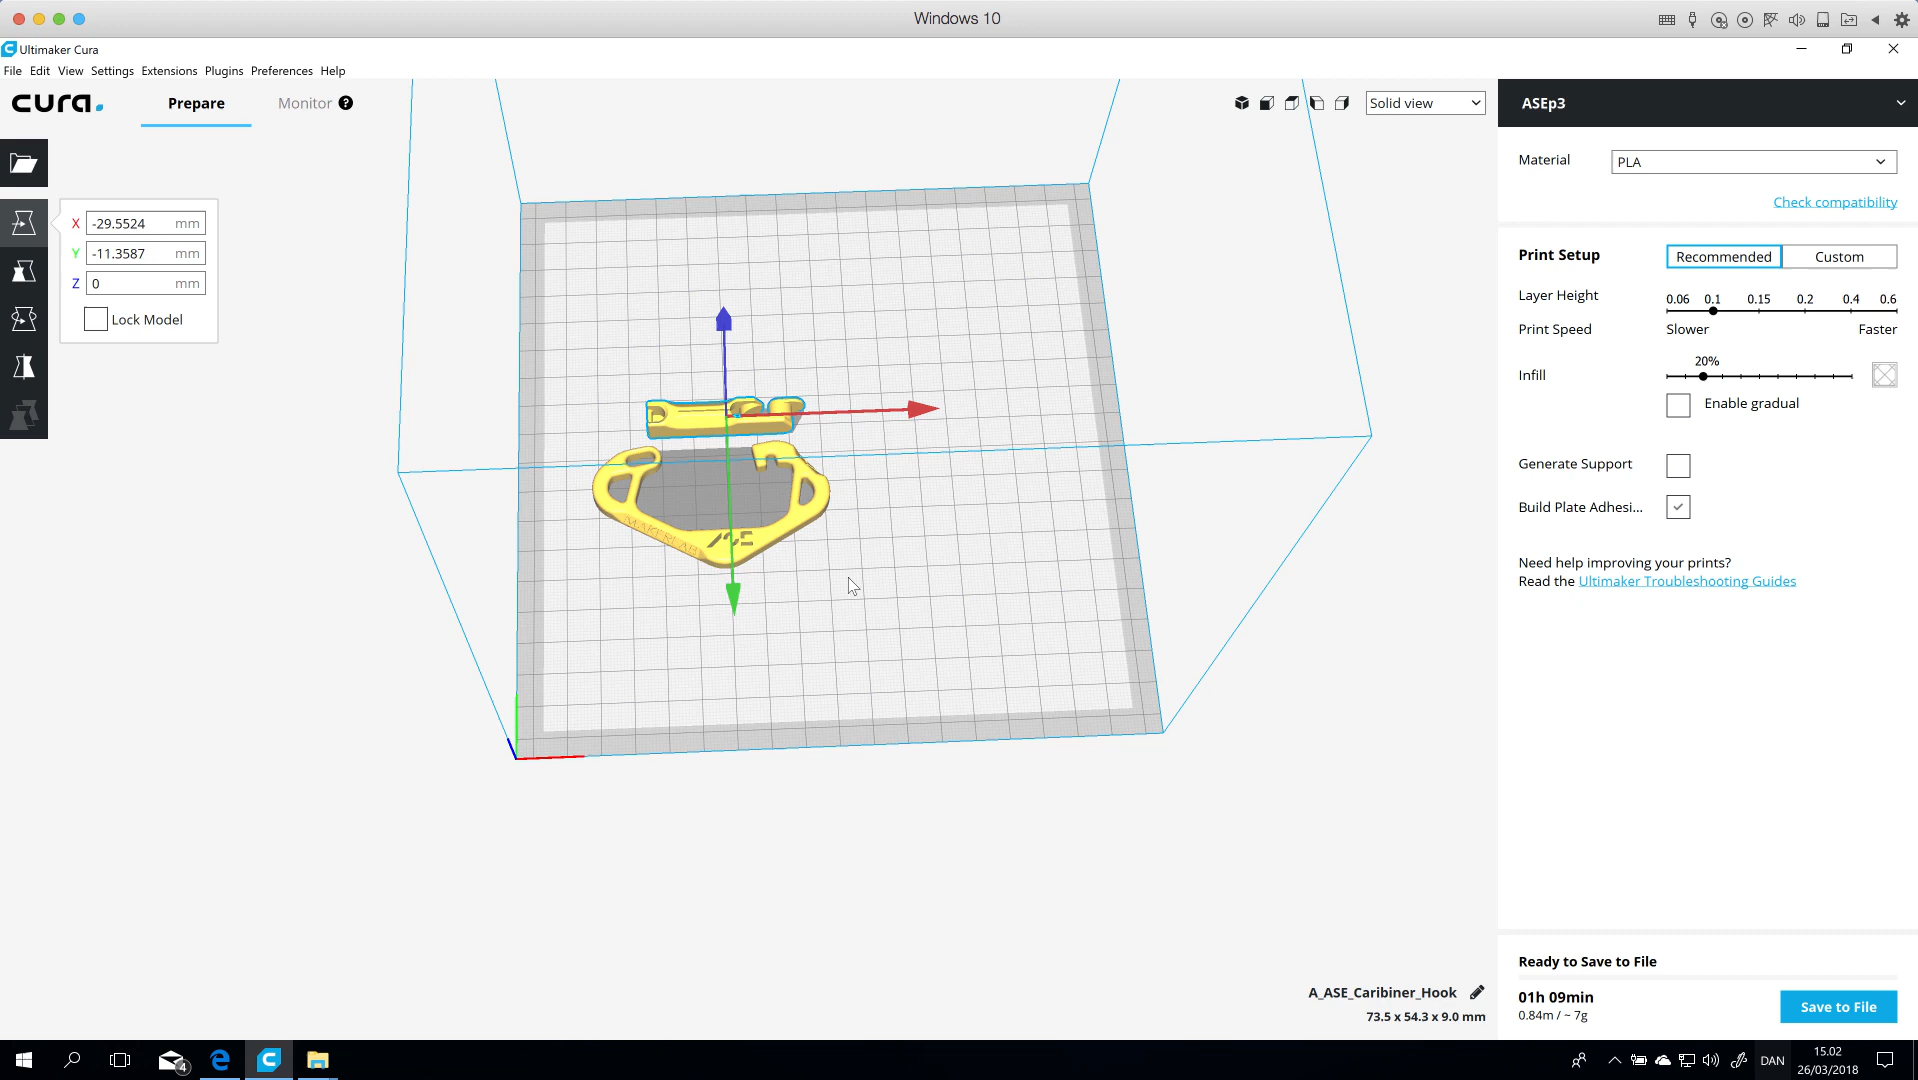 Windows 10
Ultimaker Cura
File Edit View Settings Extensions Plugins Preferences Help
cura.
Prepare
Monitor ?
Solid view
ASEp3
Material
PLA
Check compatibility
X -29.5524 mm
Y -11.3587 mm
Z 0 mm
Lock Model
Print Setup
Recommended
Custom
Layer Height
0.06 0.1 0.15 0.2 0.4 0.6
Print Speed
Slower
Faster
20%
Infill
Enable gradual
Generate Support
Build Plate Adhesi...
Need help improving your prints?
Read the Ultimaker Troubleshooting Guides
MAKERLAB
ASE
A_ASE_Caribiner_Hook
73.5 x 54.3 x 9.0 mm
Ready to Save to File
01h 09min
0.84m / ~ 7g
Save to File
4
DAN
15.02
26/03/2018